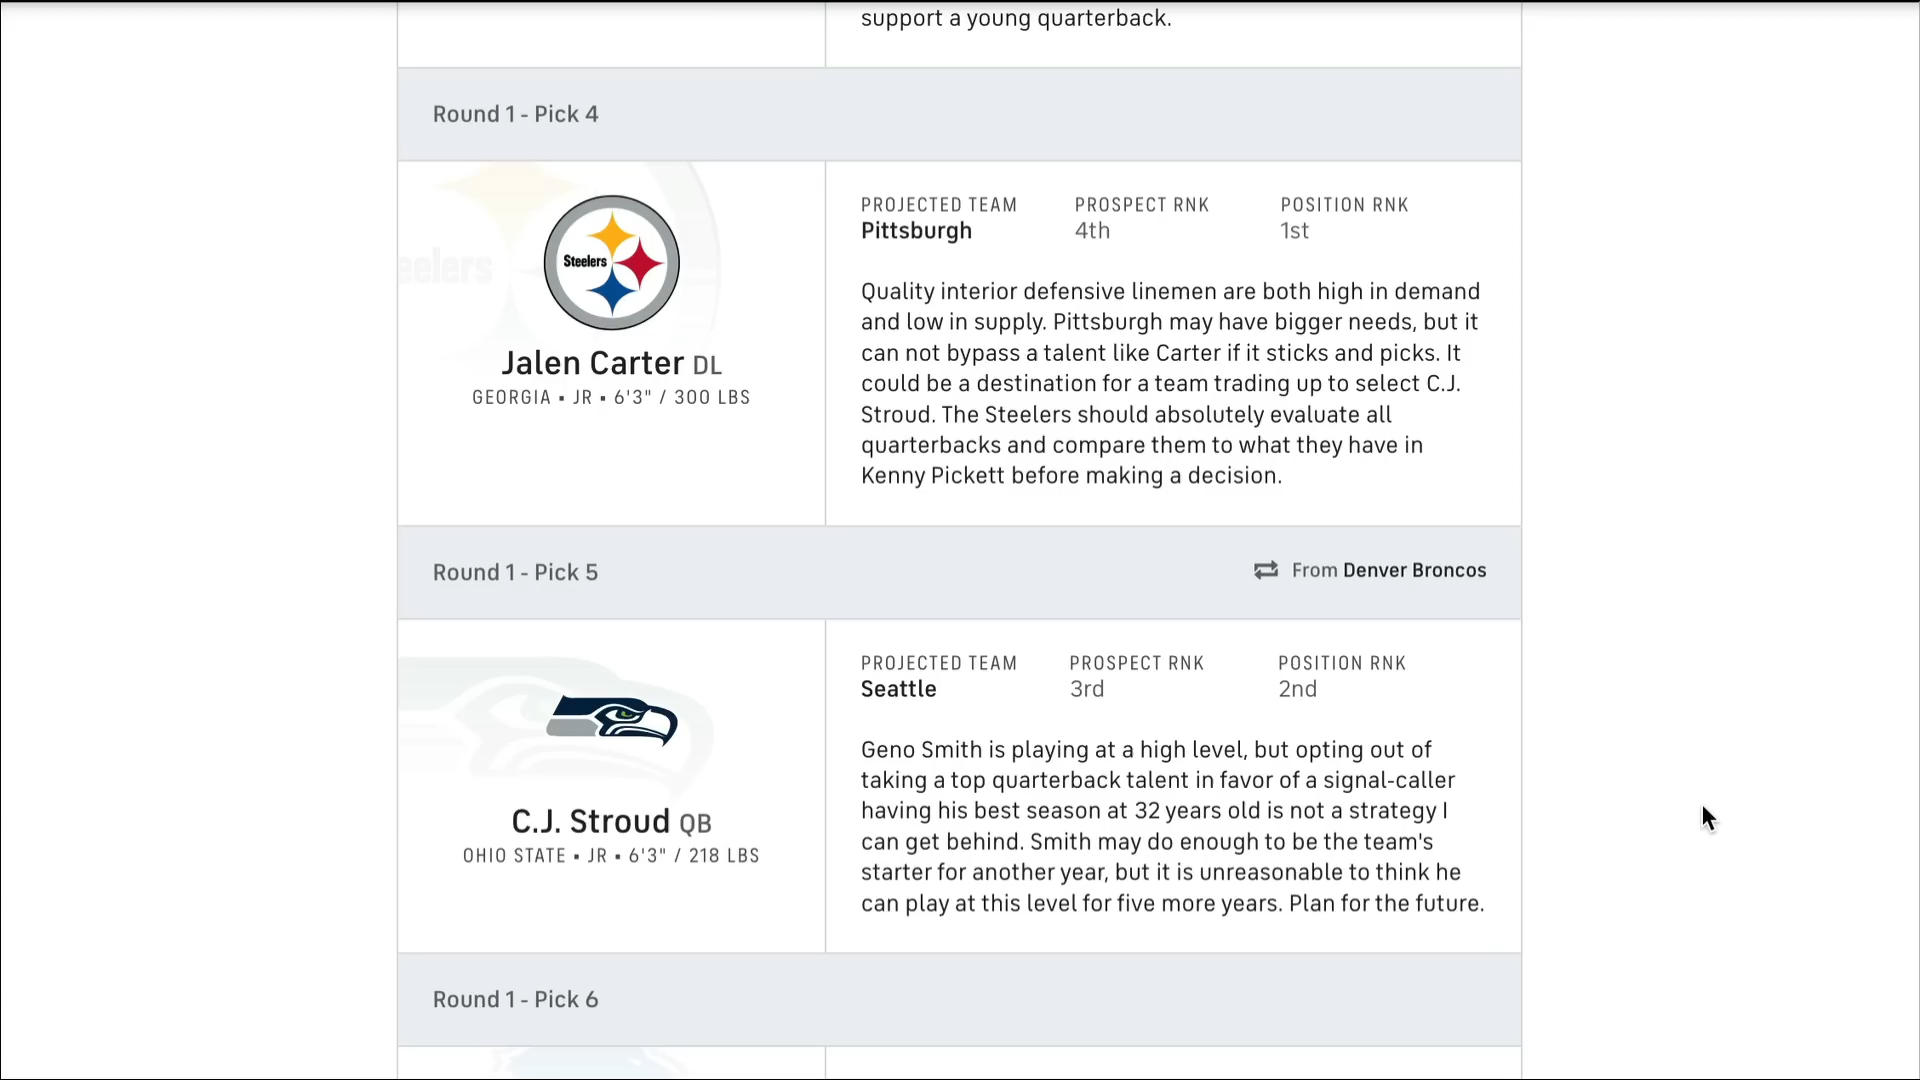 support a young quarterback.
Round 1 - Pick 4
eelers
Steelers
Jalen Carter DL
GEORGIA • JR • 6'3" / 300 LBS
PROJECTED TEAM PROSPECT RNK POSITION RNK
Pittsburgh 4th 1st
Quality interior defensive linemen are both high in demand
and low in supply. Pittsburgh may have bigger needs, but it
can not bypass a talent like Carter if it sticks and picks. It
could be a destination for a team trading up to select C.J.
Stroud. The Steelers should absolutely evaluate all
quarterbacks and compare them to what they have in
Kenny Pickett before making a decision.
Round 1 - Pick 5
From Denver Broncos
C.J. Stroud QB
OHIO STATE • JR • 6'3" / 218 LBS
PROJECTED TEAM PROSPECT RNK POSITION RNK
Seattle 3rd 2nd
Geno Smith is playing at a high level, but opting out of
taking a top quarterback talent in favor of a signal-caller
having his best season at 32 years old is not a strategy I
can get behind. Smith may do enough to be the team's
starter for another year, but it is unreasonable to think he
can play at this level for five more years. Plan for the future.
Round 1 - Pick 6